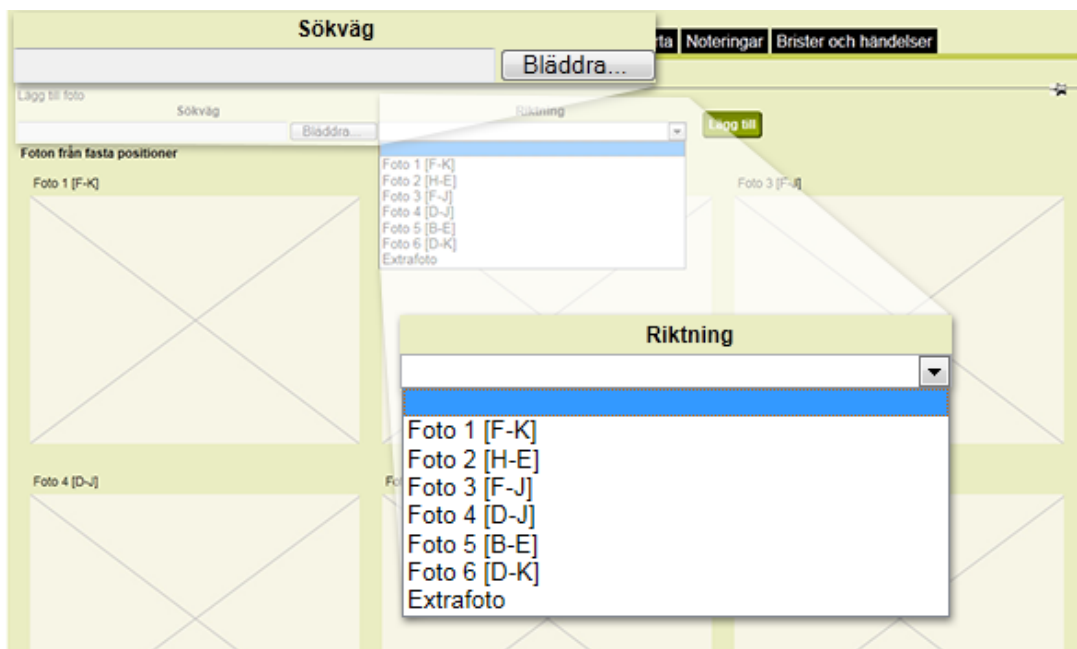 Sökväg
Bläddra...
ta Noteringar Brister och händelser
Lägg till foto
Sökväg
Riktning
Bläddra...
Lägg till
Foton från fasta positioner
Foto 1 [F-K]
Foto 2 [H-E]
Foto 3 [F-J]
Foto 4 [D-J]
Foto 5 [B-E]
Foto 6 [D-K]
Extrafoto
Foto 1 [F-K]
Foto 3 [F-J]
Riktning
Foto 1 [F-K]
Foto 2 [H-E]
Foto 3 [F-J]
Foto 4 [D-J]
Foto 5 [B-E]
Foto 6 [D-K]
Extrafoto
Foto 4 [D-J]